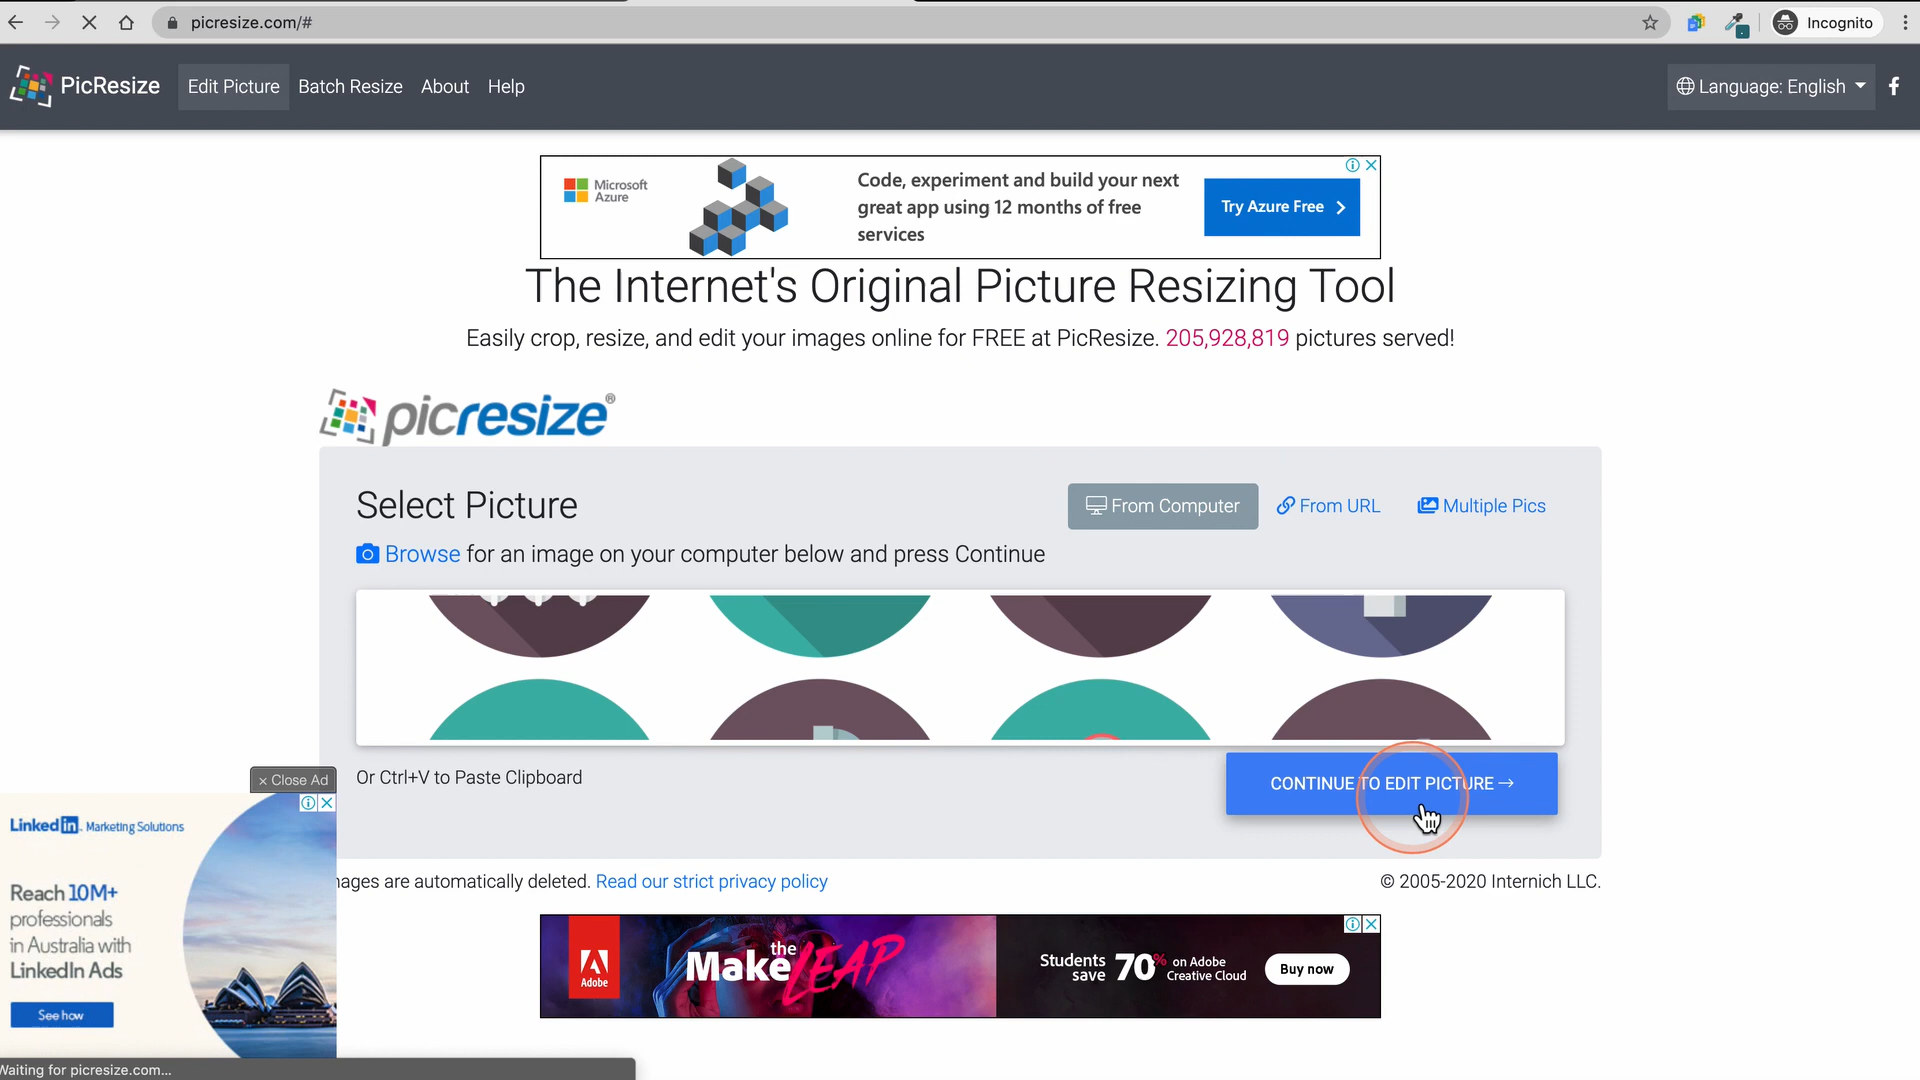 picresize.com/#
Incognito
PicResize
Edit Picture
Batch Resize
About
Help
Language: English
Microsoft
Azure
Code, experiment and build your next
great app using 12 months of free
services
Try Azure Free
The Internet's Original Picture Resizing Tool
Easily crop, resize, and edit your images online for FREE at PicResize. 205,928,819 pictures served!
picresize®
Select Picture
From Computer
From URL
Multiple Pics
Browse for an image on your computer below and press Continue
Or Ctrl+V to Paste Clipboard
CONTINUE TO EDIT PICTURE →
× Close Ad
LinkedIn Marketing Solutions
Reach 10M+
professionals
in Australia with
LinkedIn Ads
See how
ages are automatically deleted. Read our strict privacy policy
© 2005-2020 Internich LLC.
Adobe
Make the LEAP
Students
save 70% on Adobe
Creative Cloud
Buy now
Waiting for picresize.com...